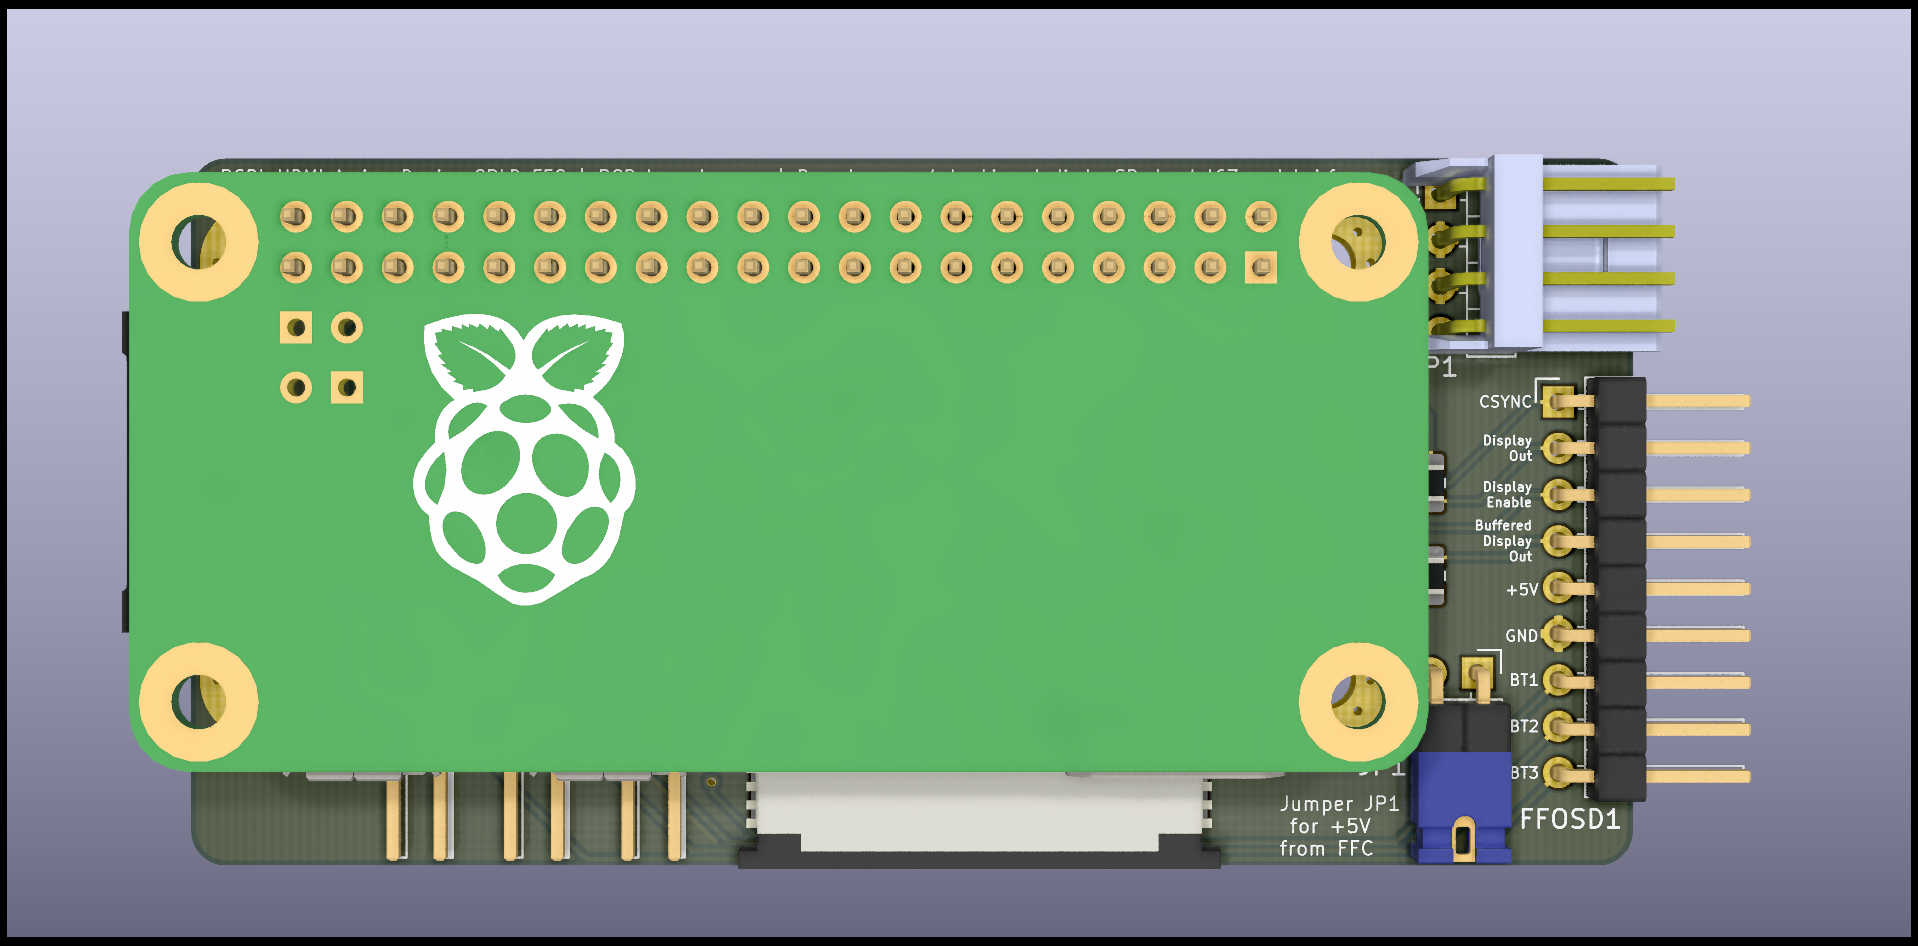 P1
CSYNC
Display
Out
Display
Enable
Buffered
Display
Out
+5V
GND
BT1
BT2
BT3
JP1
Jumper JP1
for +5V
from FFC
FFOSD1